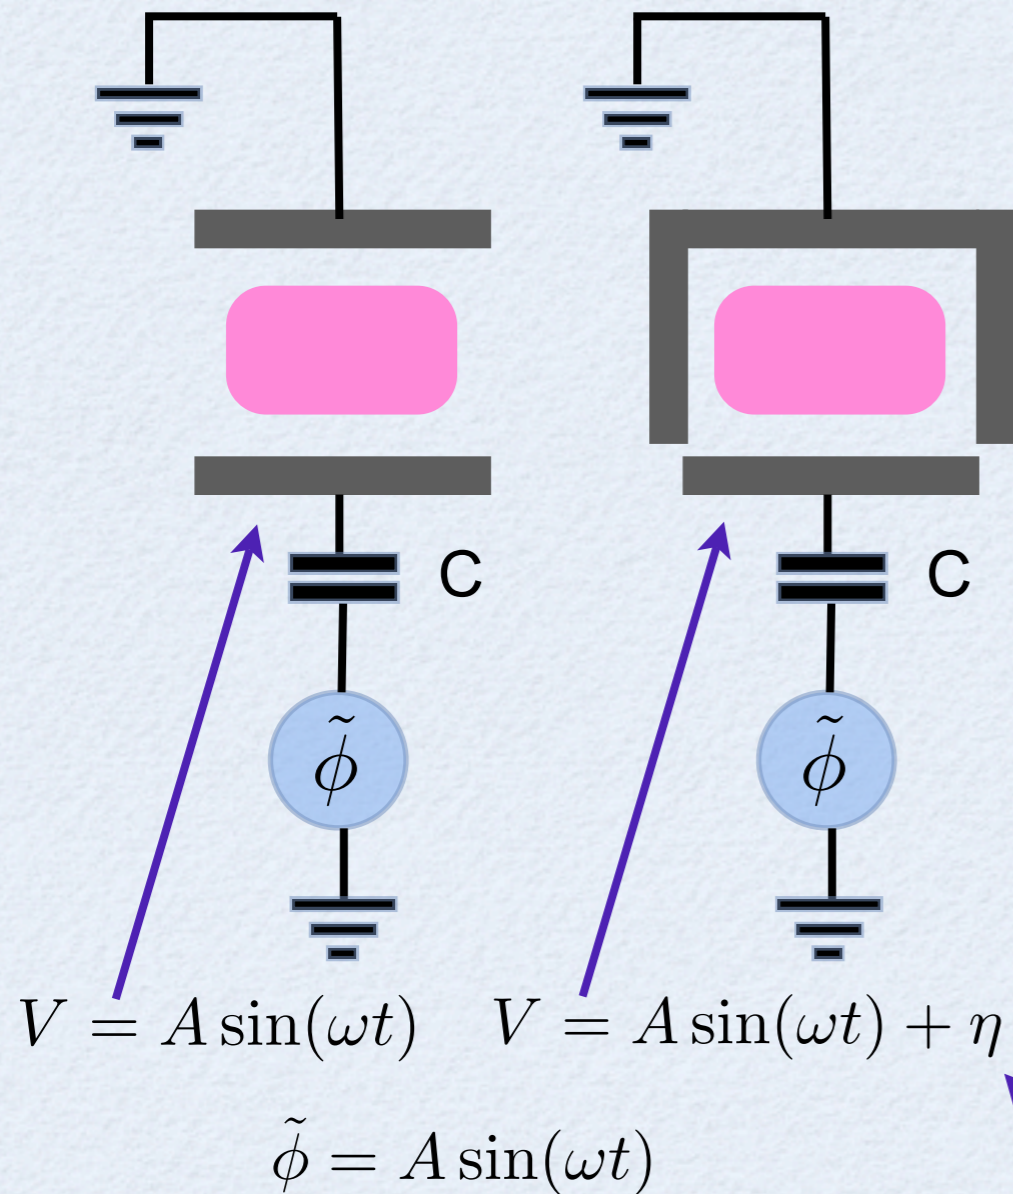 C C
ϕ̃ ϕ̃
V = A sin(ωt) V = A sin(ωt) + η
ϕ̃ = A sin(ωt)